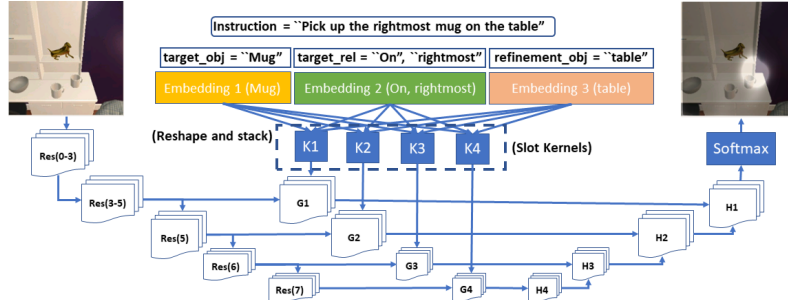 Instruction = ``Pick up the rightmost mug on the table”
target_obj = ``Mug”
target_rel = ``On”, ``rightmost”
refinement_obj = ``table”
Embedding 1 (Mug)
Embedding 2 (On, rightmost)
Embedding 3 (table)
(Reshape and stack)
K1
K2
K3
K4
(Slot Kernels)
Softmax
Res(0-3)
Res(3-5)
G1
H1
Res(5)
G2
H2
Res(6)
G3
H3
Res(7)
G4
H4